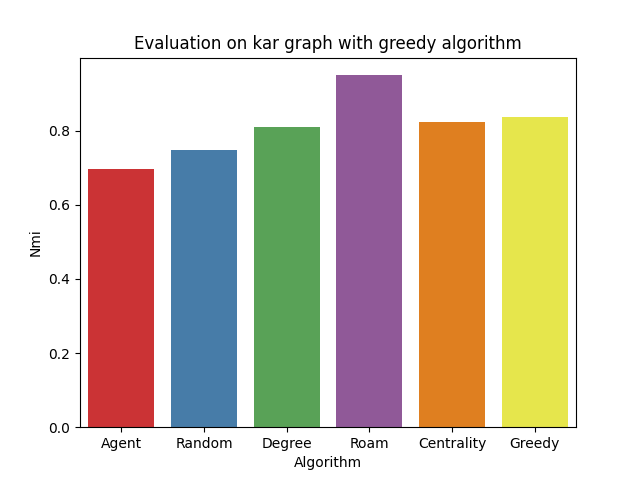 Evaluation on kar graph with greedy algorithm
Nmi
0.8
0.6
0.4
0.2
0.0
Agent Random Degree Roam Centrality Greedy
Algorithm